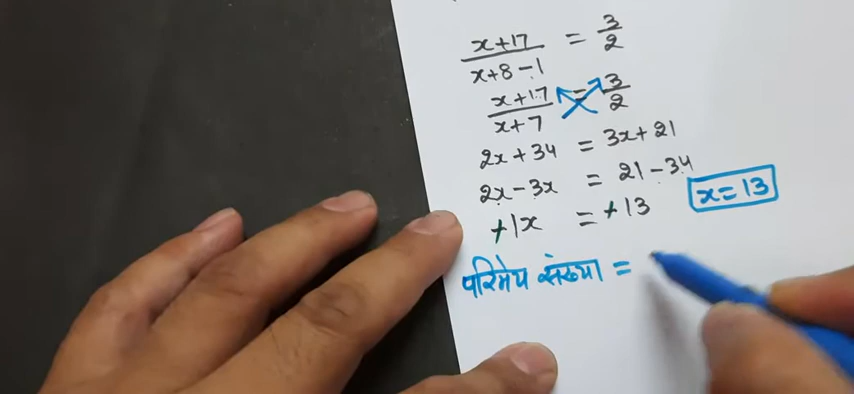 x+17 / x+8-1 = 3/2
x+17 / x+7 = 3/2
2x+34 = 3x+21
2x-3x = 21-34
+1x = +13
x=13
परिमेय संख्या =